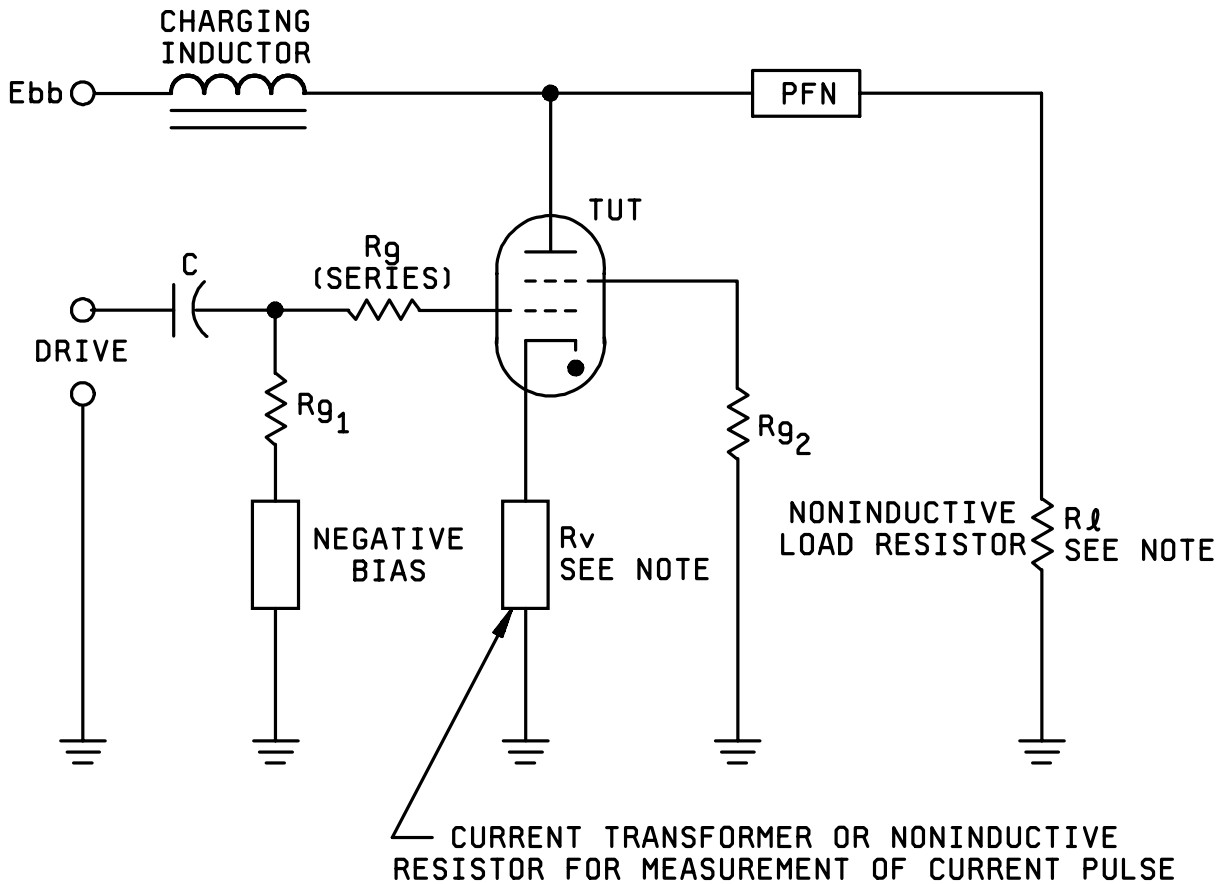 CHARGING
INDUCTOR
Ebb
PFN
TUT
Rg
(SERIES)
C
DRIVE
Rg1
Rg2
NEGATIVE
BIAS
Rv
SEE NOTE
NONINDUCTIVE
LOAD RESISTOR
Rℓ
SEE NOTE
CURRENT TRANSFORMER OR NONINDUCTIVE
RESISTOR FOR MEASUREMENT OF CURRENT PULSE